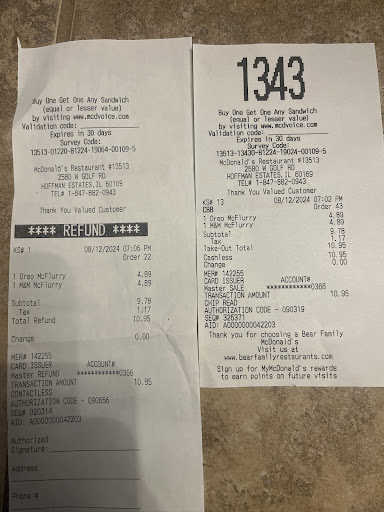 Buy One Get One Any Sandwich
(equal or lesser value)
by visiting www.mcdvoice.com
Validation code:
Expires in 30 days
Survey Code:
13513-01220-81224-19064-00109-5
McDonald's Restaurant #13513
2580 W GOLF RD
HOFFMAN ESTATES, IL 60169
TEL# 1-847-882-0943
Thank You Valued Customer
**** REFUND ****
KS# 1 08/12/2024 07:06 PM
Order 22
1 Oreo McFlurry 4.89
1 M&M McFlurry 4.89
Subtotal 9.78
Tax 1.17
Total Refund 10.95
Change 0.00
MER# 142255
CARD ISSUER ACCOUNT#
Master REFUND ************0366
TRANSACTION AMOUNT 10.95
CONTACTLESS
AUTHORIZATION CODE - 090656
SEQ# 020314
AID: A0000000042203
Authorized
Signature:
Address
Phone #
1343
Buy One Get One Any Sandwich
(equal or lesser value)
by visiting www.mcdvoice.com
Validation code:
Expires in 30 days
Survey Code:
13513-13430-81224-19024-00109-5
McDonald's Restaurant #13513
2580 W GOLF RD
HOFFMAN ESTATES, IL 60169
TEL# 1-847-882-0943
Thank You Valued Customer
KS# 13 08/12/2024 07:02 PM
CBB Order 43
1 Oreo McFlurry 4.89
1 M&M McFlurry 4.89
Subtotal 9.78
Tax 1.17
Take-Out Total 10.95
Cashless 10.95
Change 0.00
MER# 142255
CARD ISSUER ACCOUNT#
Master SALE ************0366
TRANSACTION AMOUNT 10.95
CHIP READ
AUTHORIZATION CODE - 090319
SEQ# 326371
AID: A0000000042203
Thank you for choosing a Bear Family
McDonald's
Visit us at
www.bearfamilyrestaurants.com
Sign up for MyMcDonald's rewards
to earn points on future visits